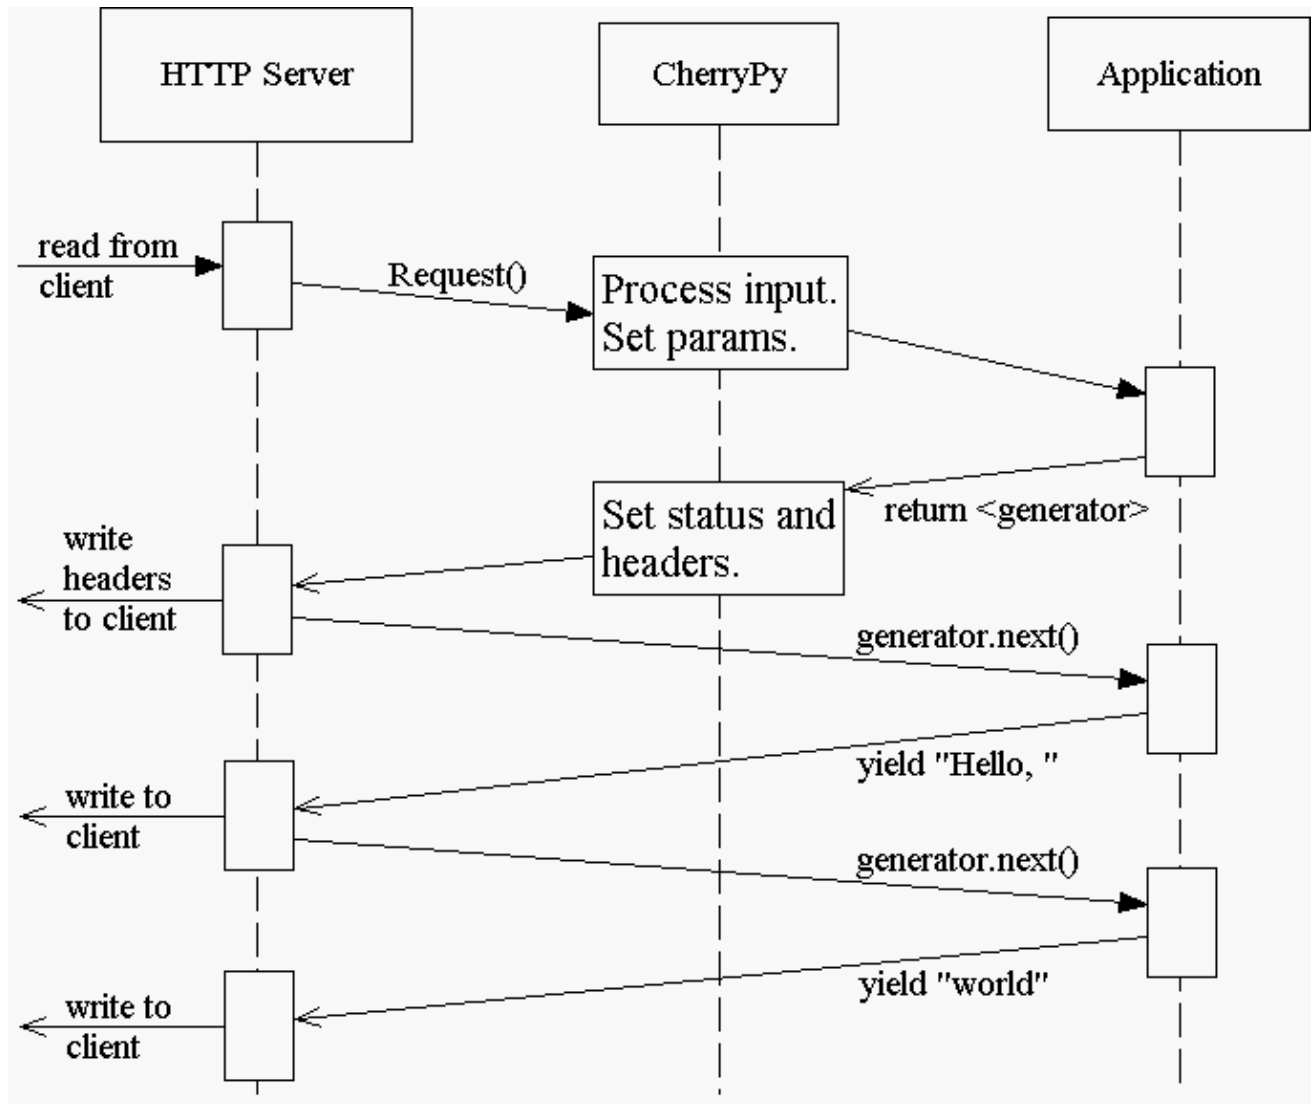 HTTP Server
CherryPy
Application
read from
client
Request()
Process input.
Set params.
return <generator>
Set status and
headers.
write
headers
to client
generator.next()
yield "Hello, "
write to
client
generator.next()
yield "world"
write to
client